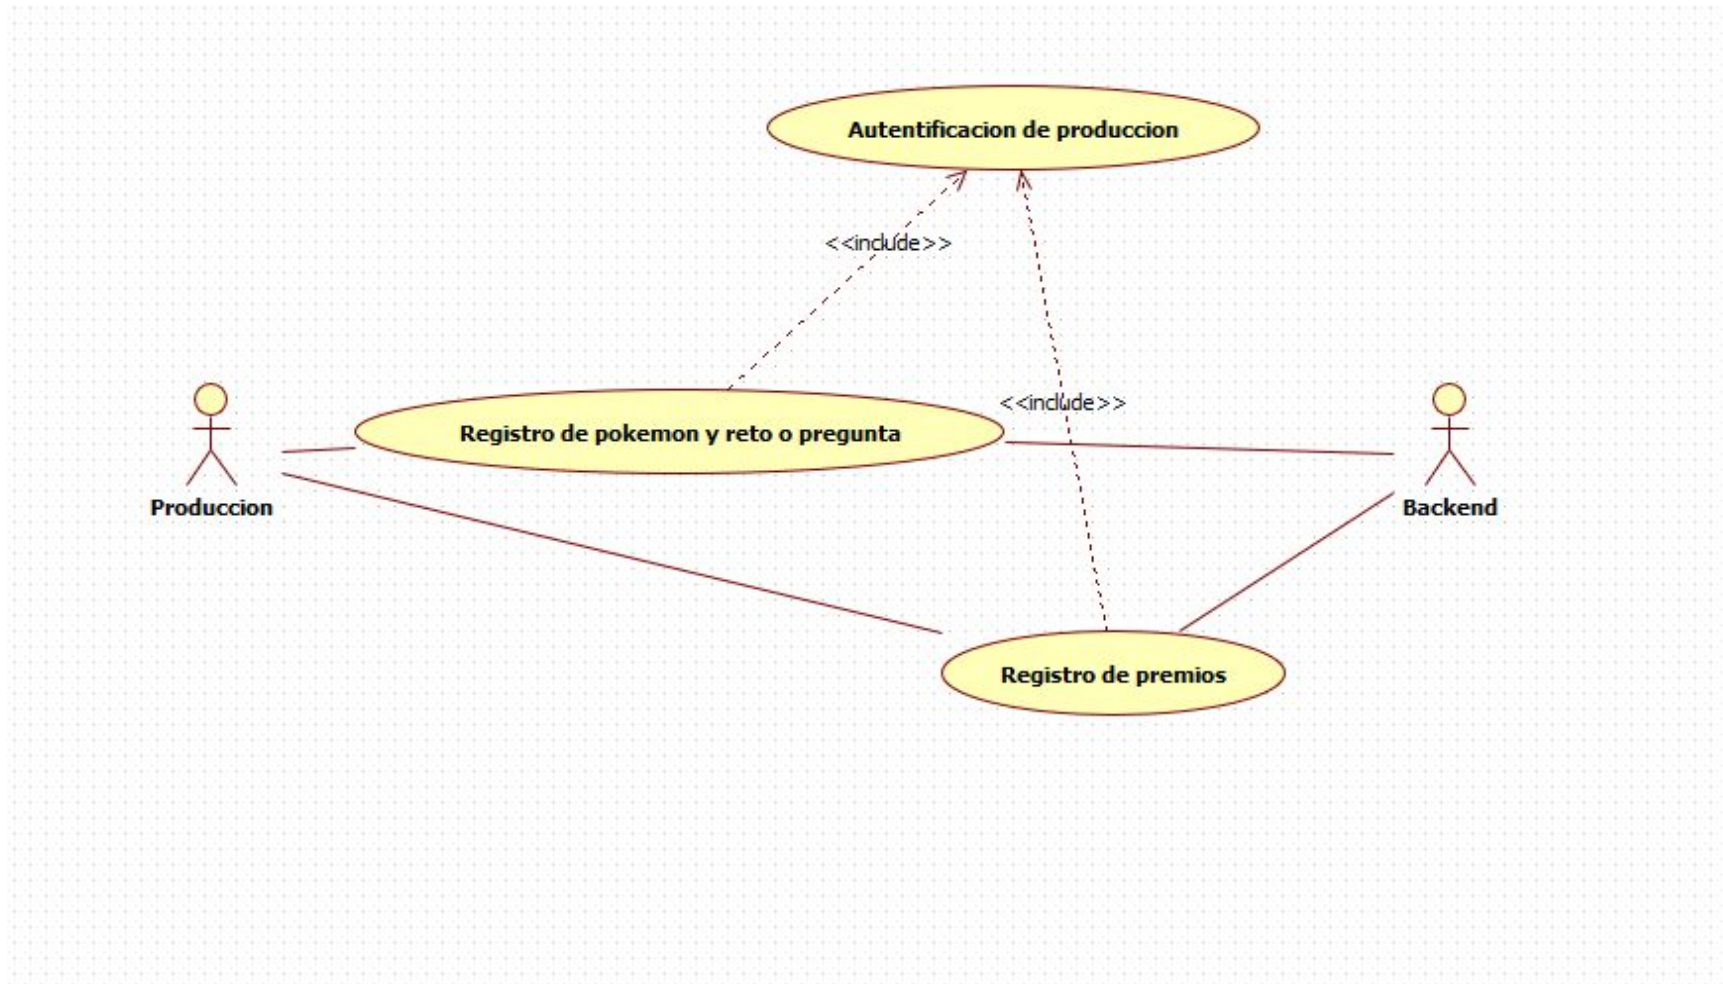 Autentificacion de produccion
<<include>>
<<include>>
Registro de pokemon y reto o pregunta
Produccion
Backend
Registro de premios